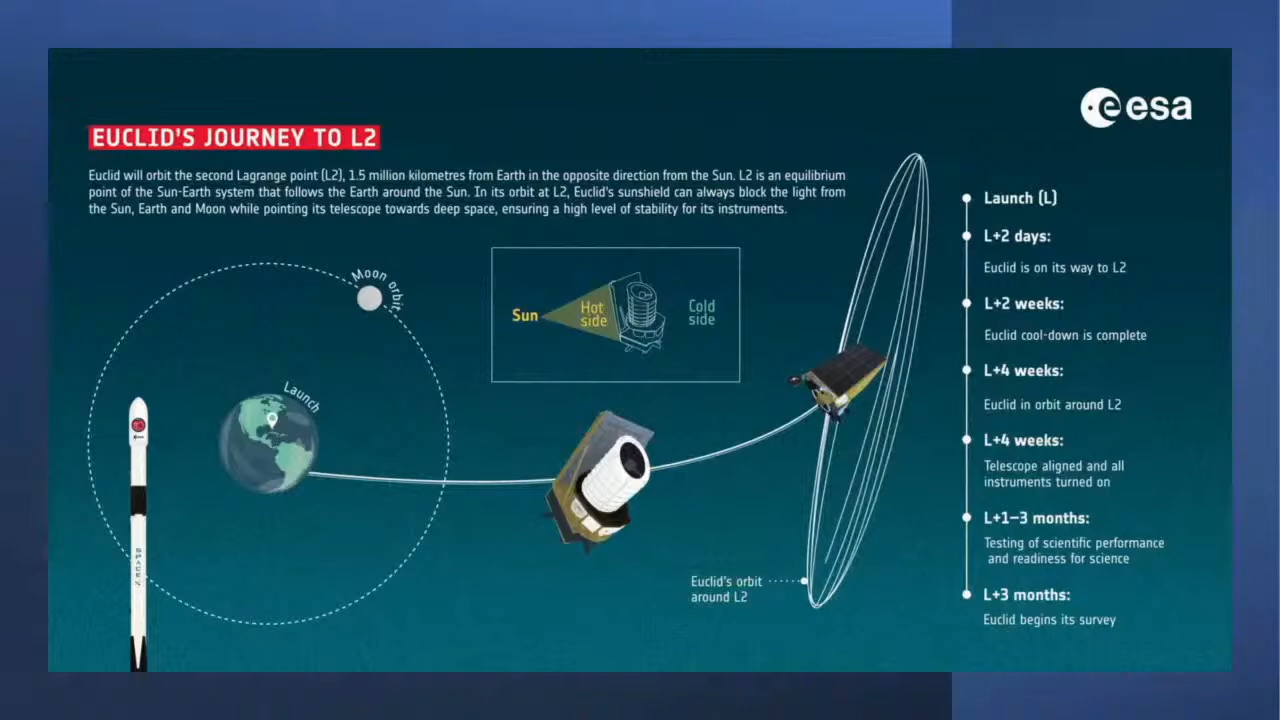 esa
EUCLID'S JOURNEY TO L2
Euclid will orbit the second Lagrange point (L2), 1.5 million kilometres from Earth in the opposite direction from the Sun. L2 is an equilibrium
point of the Sun-Earth system that follows the Earth around the Sun. In its orbit at L2, Euclid's sunshield can always block the light from
the Sun, Earth and Moon while pointing its telescope towards deep space, ensuring a high level of stability for its instruments.
Moon orbit
Launch
Sun
Hot
side
Cold
side
SPACEX
Euclid's orbit
around L2
Launch (L)
L+2 days:
Euclid is on its way to L2
L+2 weeks:
Euclid cool-down is complete
L+4 weeks:
Euclid in orbit around L2
L+4 weeks:
Telescope aligned and all
instruments turned on
L+1–3 months:
Testing of scientific performance
and readiness for science
L+3 months:
Euclid begins its survey